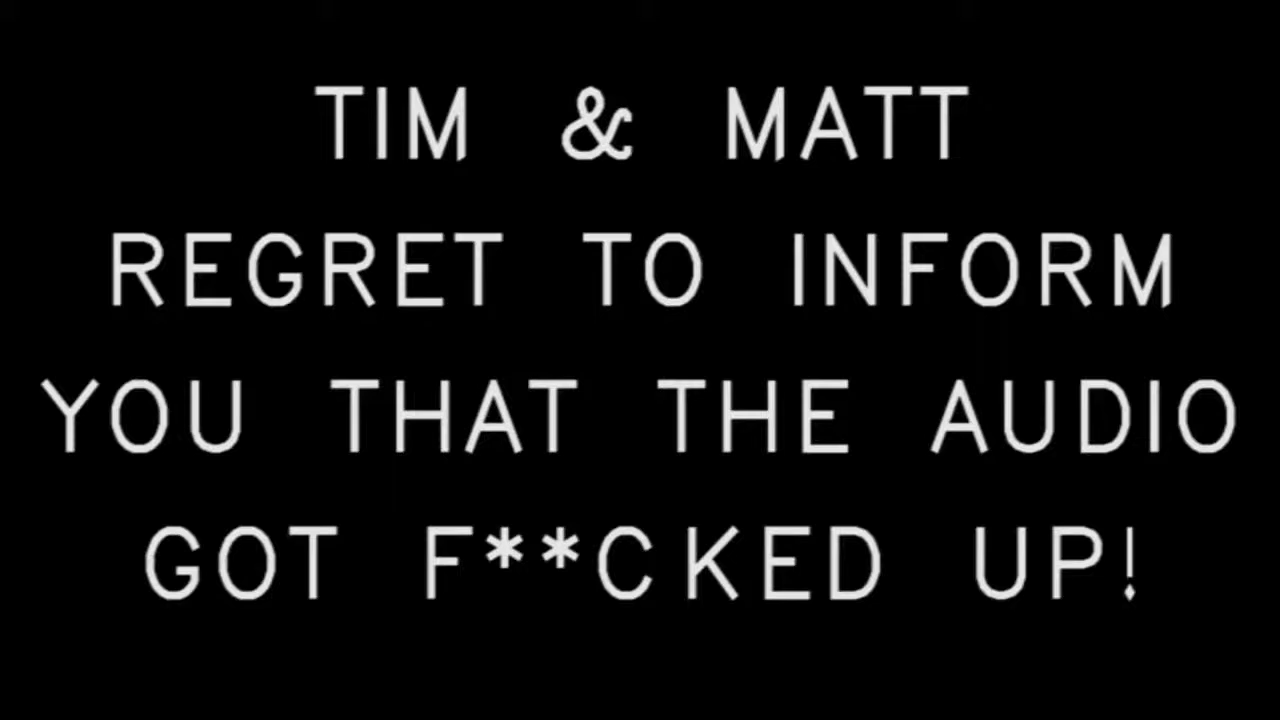 TIM & MATT
REGRET TO INFORM
YOU THAT THE AUDIO
GOT F**CKED UP!